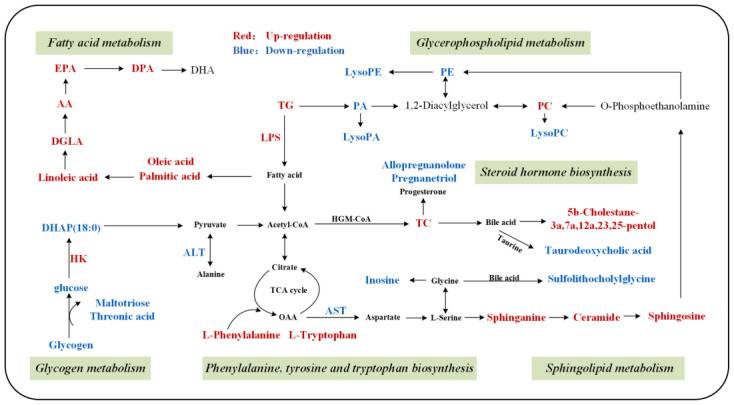 Fatty acid metabolism
Red： Up-regulation
Blue： Down-regulation
Glycerophospholipid metabolism
EPA
DPA
DHA
LysoPE
PE
AA
TG
PA
1,2-Diacylglycerol
PC
O-Phosphoethanolamine
LPS
LysoPA
LysoPC
DGLA
Oleic acid
Palmitic acid
Linoleic acid
Fatty acid
Allopregnanolone
Pregnanetriol
Progesterone
Steroid hormone biosynthesis
DHAP(18:0)
Pyruvate
Acetyl-CoA
HGM-CoA
TC
Bile acid
5b-Cholestane-
3a,7a,12a,23,25-pentol
Taurine
Taurodeoxycholic acid
HK
ALT
Alanine
Citrate
TCA cycle
OAA
glucose
Maltotriose
Threonic acid
Glycogen
Inosine
Glycine
Bile acid
Sulfolithocholylglycine
AST
Aspartate
L-Serine
Sphinganine
Ceramide
Sphingosine
L-Phenylalanine L-Tryptophan
Glycogen metabolism
Phenylalanine, tyrosine and tryptophan biosynthesis
Sphingolipid metabolism